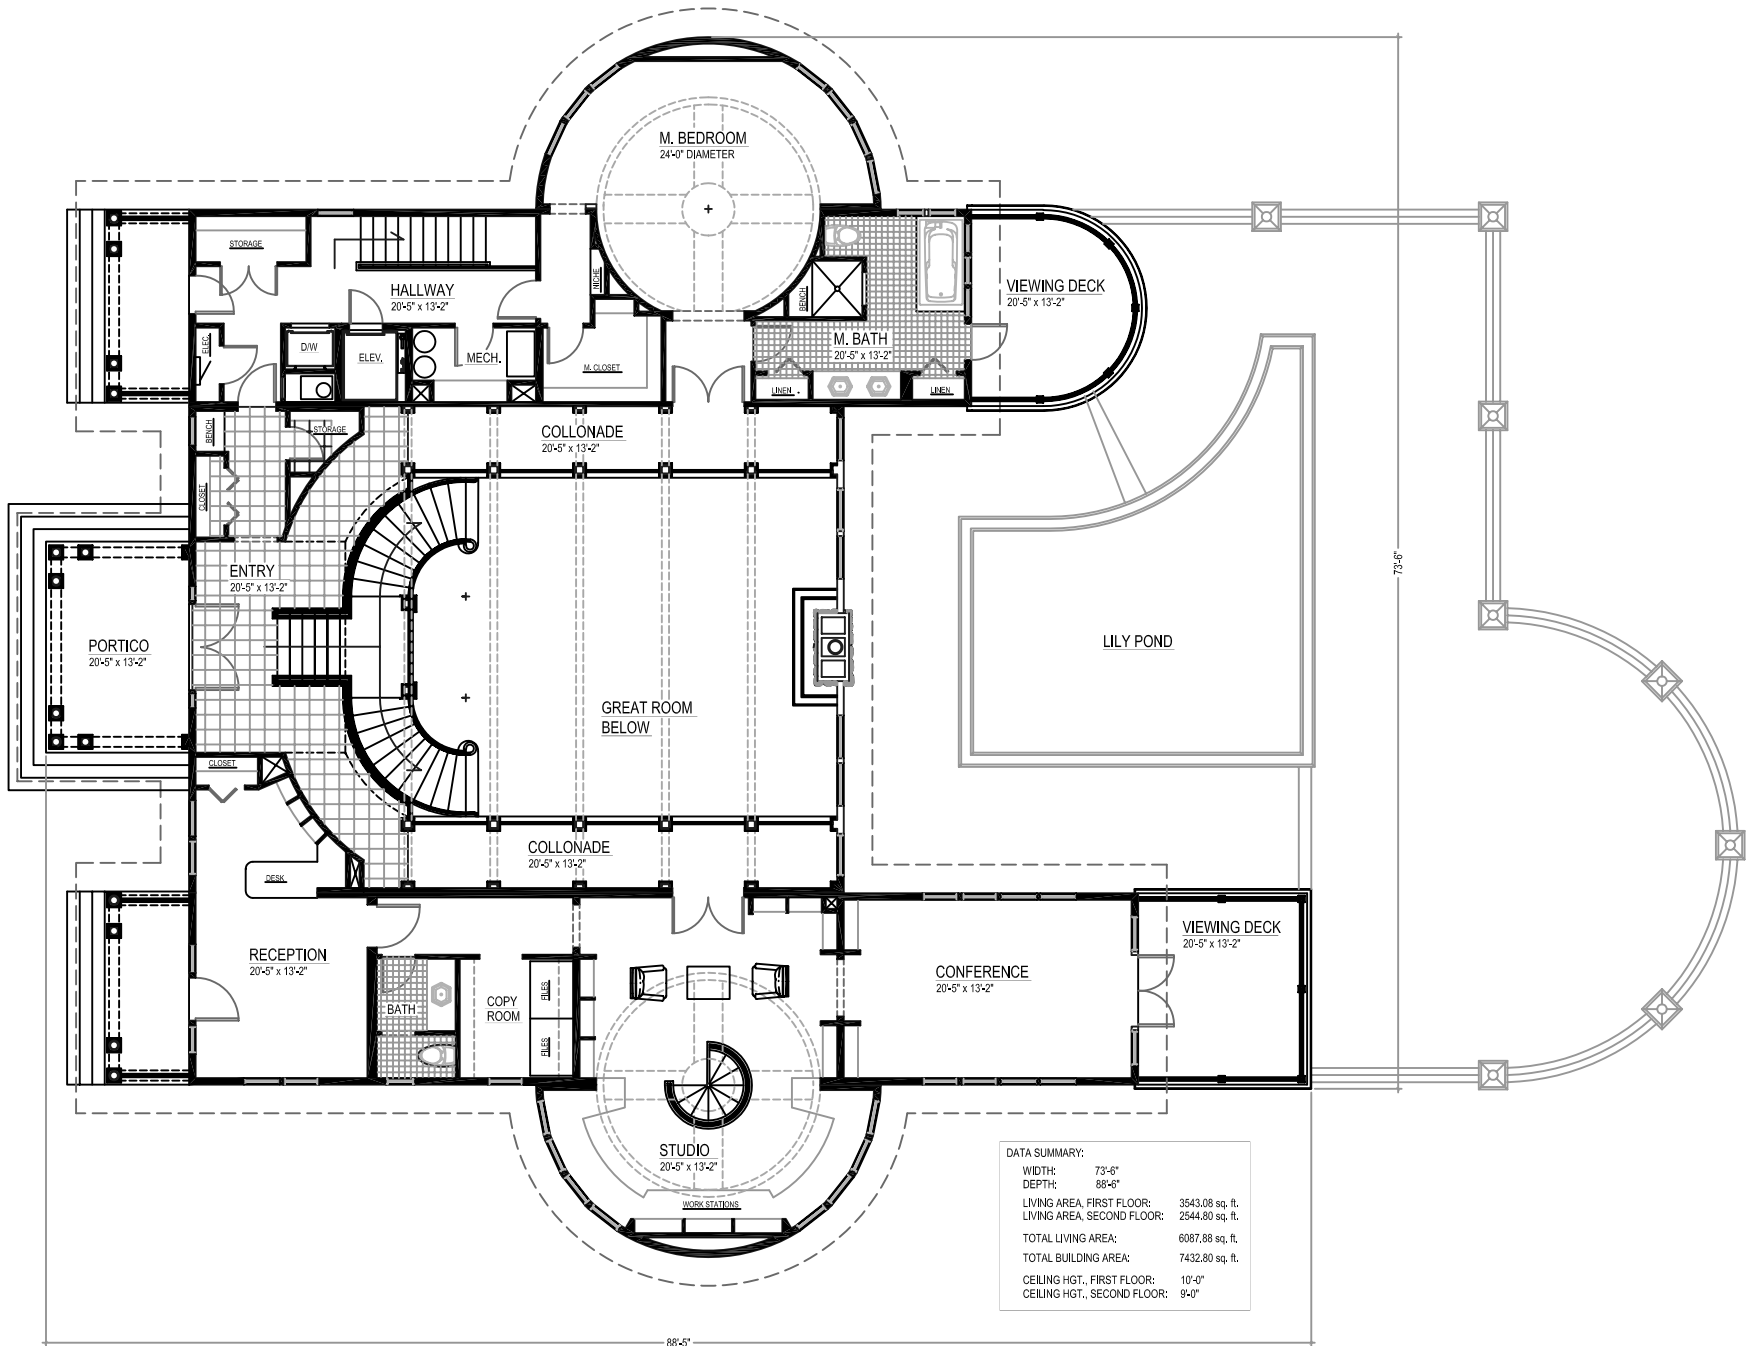 M. BEDROOM
24'-0" DIAMETER
STORAGE
HALLWAY
20'-5" x 13'-2"
NICHE
BENCH
VIEWING DECK
20'-5" x 13'-2"
ELEC.
D/W
ELEV.
MECH.
M. CLOSET
M. BATH
20'-5" x 13'-2"
LINEN
LINEN
BENCH
STORAGE
COLLONADE
20'-5" x 13'-2"
CLOSET
ENTRY
20'-5" x 13'-2"
73'-6"
PORTICO
20'-5" x 13'-2"
LILY POND
GREAT ROOM
BELOW
CLOSET
COLLONADE
20'-5" x 13'-2"
DESK
RECEPTION
20'-5" x 13'-2"
VIEWING DECK
20'-5" x 13'-2"
CONFERENCE
20'-5" x 13'-2"
BATH
COPY
ROOM
FILES
FILES
STUDIO
20'-5" x 13'-2"
WORK STATIONS
DATA SUMMARY:
WIDTH: 73'-6"
DEPTH: 88'-6"
LIVING AREA, FIRST FLOOR: 3543.08 sq. ft.
LIVING AREA, SECOND FLOOR: 2544.80 sq. ft.
TOTAL LIVING AREA: 6087.88 sq. ft.
TOTAL BUILDING AREA: 7432.80 sq. ft.
CEILING HGT., FIRST FLOOR: 10'-0"
CEILING HGT., SECOND FLOOR: 9'-0"
88'-5"